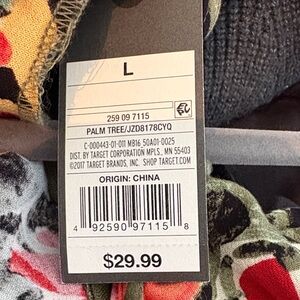 L
259 09 7115
PALM TREE/JZD8178CYQ
C-000443-01-011 MB16 50A01-0025
DIST. BY TARGET CORPORATION MPLS., MN 55403
©2017 TARGET BRANDS, INC. SHOP TARGET.COM
ORIGIN: CHINA
4 92590 97115 8
$29.99